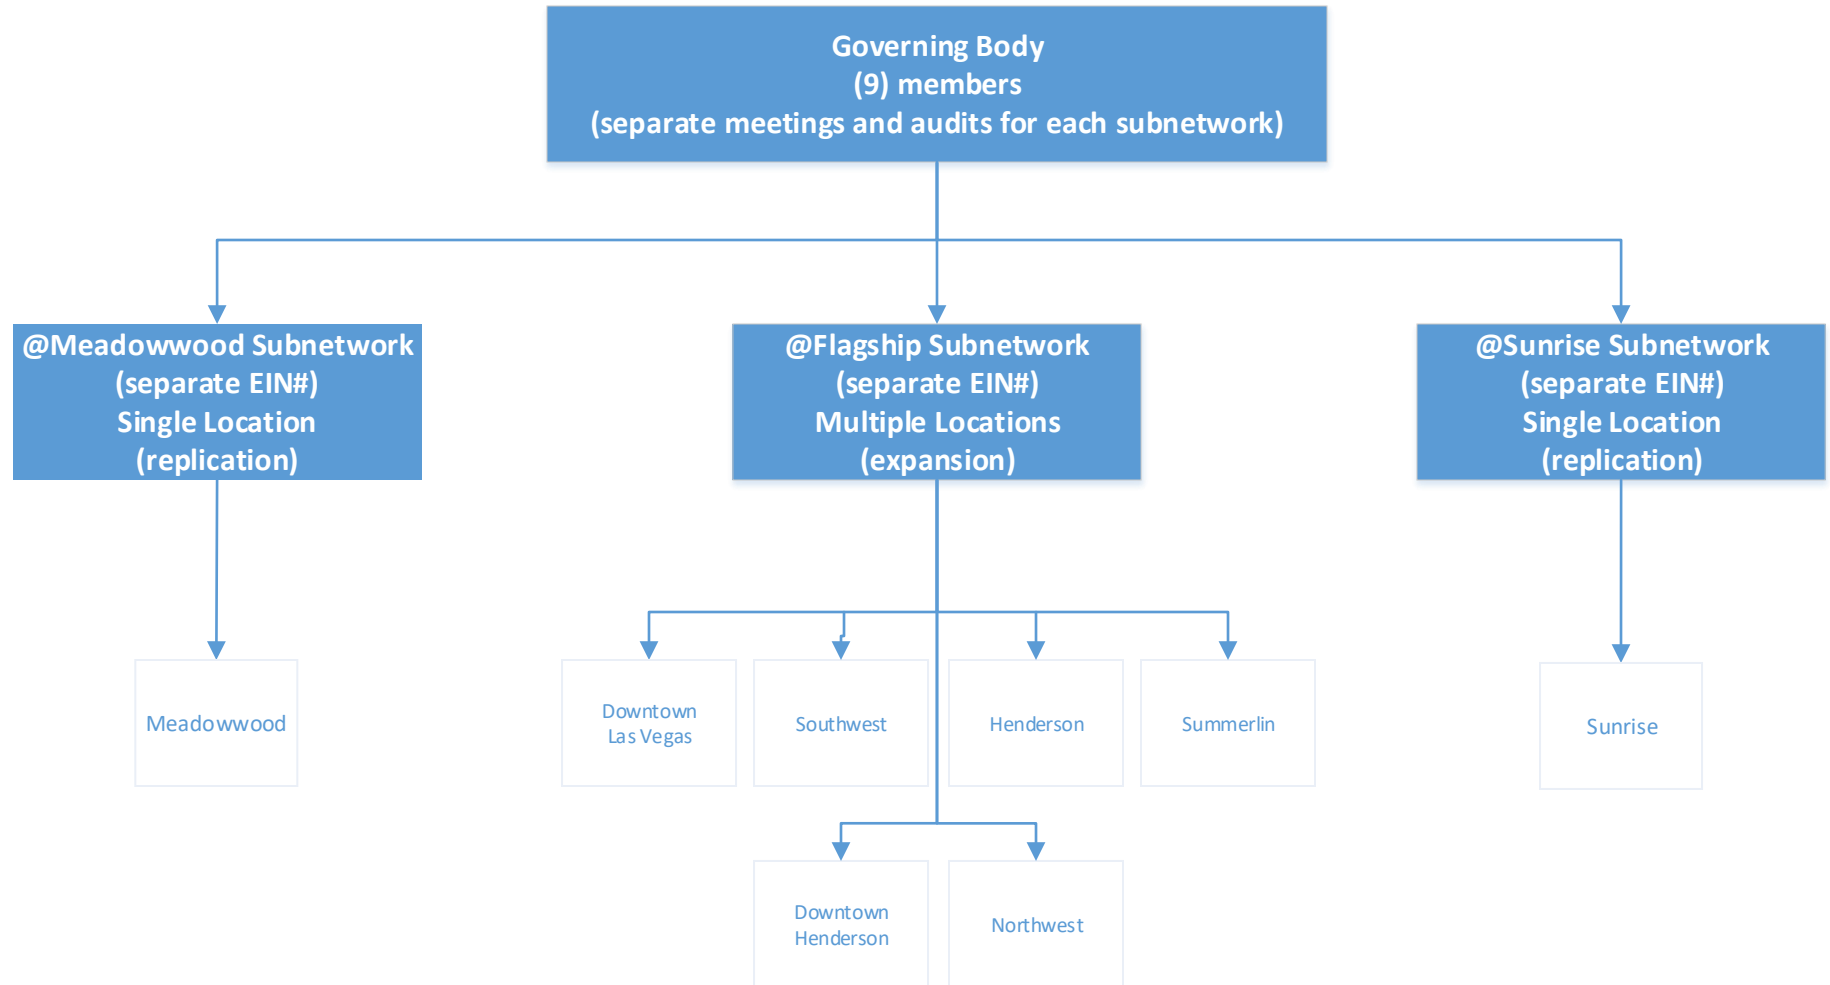 Governing Body
(9) members
(separate meetings and audits for each subnetwork)
@Meadowwood Subnetwork
(separate EIN#)
Single Location
(replication)
@Flagship Subnetwork
(separate EIN#)
Multiple Locations
(expansion)
@Sunrise Subnetwork
(separate EIN#)
Single Location
(replication)
Meadowwood
Downtown
Las Vegas
Southwest
Henderson
Summerlin
Sunrise
Downtown
Henderson
Northwest